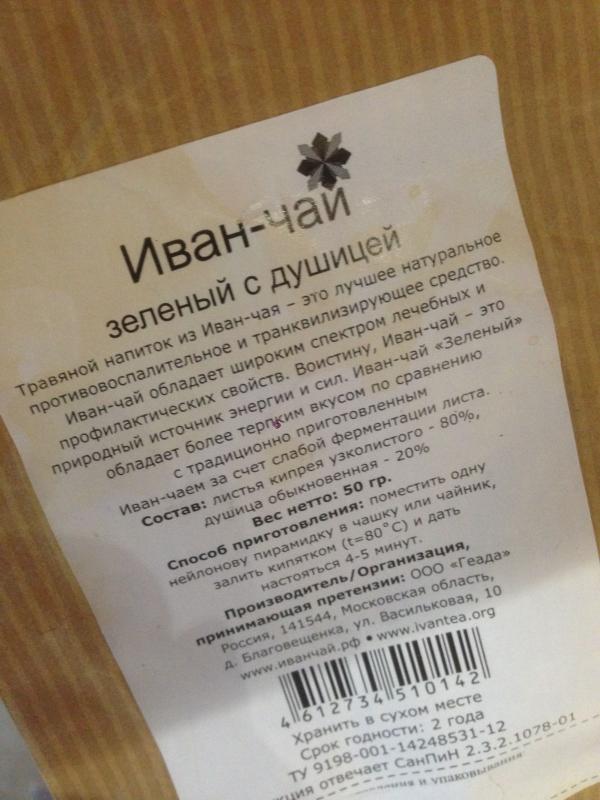 Иван-чай
зеленый с душицей
Травяной напиток из Иван-чая – это лучшее натуральное
противовоспалительное и транквилизирующее средство.
Иван-чай обладает широким спектром лечебных и
профилактических свойств. Воистину, Иван-чай – это
природный источник энергии и сил. Иван-чай «Зеленый»
обладает более терпким вкусом по сравнению
с традиционно приготовленным
Иван-чаем за счет слабой ферментации листа.
Состав: листья кипрея узколистого - 80%,
душица обыкновенная - 20%
Вес нетто: 50 гр.
Способ приготовления: поместить одну
нейлонову пирамидку в чашку или чайник,
залить кипятком (t=80°С) и дать
настояться 4-5 минут.
Производитель/Организация,
принимающая претензии: ООО «Геада»
Россия, 141544, Московская область,
д. Благовещенка, ул. Васильковая, 10
www.иванчай.рф • www.ivantea.org
4 612734 510142
Хранить в сухом месте
Срок годности: 2 года
ТУ 9198-001-14248531-12
кция отвечает СанПиН 2.3.2.1078-01
и упаковывания